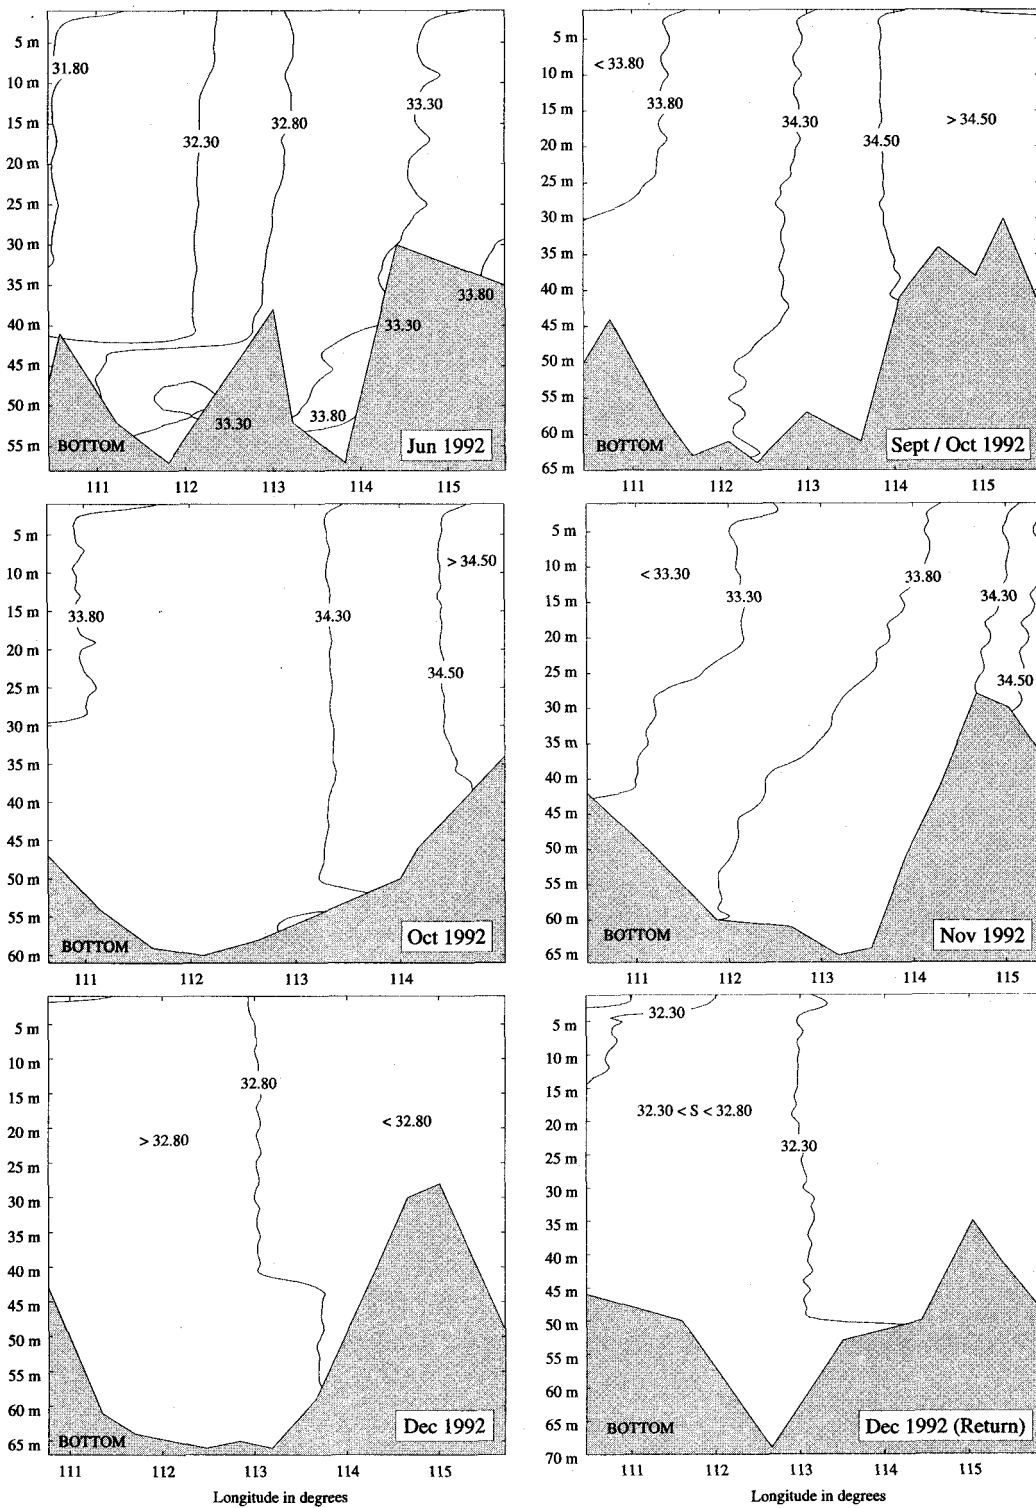 5 m
10 m
15 m
20 m
25 m
30 m
35 m
40 m
45 m
50 m
55 m
31.80
32.30
32.80
33.30
33.80
33.30
33.80
33.30
BOTTOM
Jun 1992
111 112 113 114 115
5 m
10 m
15 m
20 m
25 m
30 m
35 m
40 m
45 m
50 m
55 m
60 m
65 m
< 33.80
33.80
34.30
34.50
> 34.50
BOTTOM
Sept / Oct 1992
111 112 113 114 115
5 m
10 m
15 m
20 m
25 m
30 m
35 m
40 m
45 m
50 m
55 m
60 m
33.80
34.30
> 34.50
34.50
BOTTOM
Oct 1992
111 112 113 114
5 m
10 m
15 m
20 m
25 m
30 m
35 m
40 m
45 m
50 m
55 m
60 m
65 m
< 33.30
33.30
33.80
34.30
34.50
BOTTOM
Nov 1992
111 112 113 114 115
5 m
10 m
15 m
20 m
25 m
30 m
35 m
40 m
45 m
50 m
55 m
60 m
65 m
32.80
> 32.80
< 32.80
BOTTOM
Dec 1992
111 112 113 114 115
Longitude in degrees
5 m
10 m
15 m
20 m
25 m
30 m
35 m
40 m
45 m
50 m
55 m
60 m
65 m
70 m
32.30
32.30 < S < 32.80
32.30
BOTTOM
Dec 1992 (Return)
111 112 113 114 115
Longitude in degrees